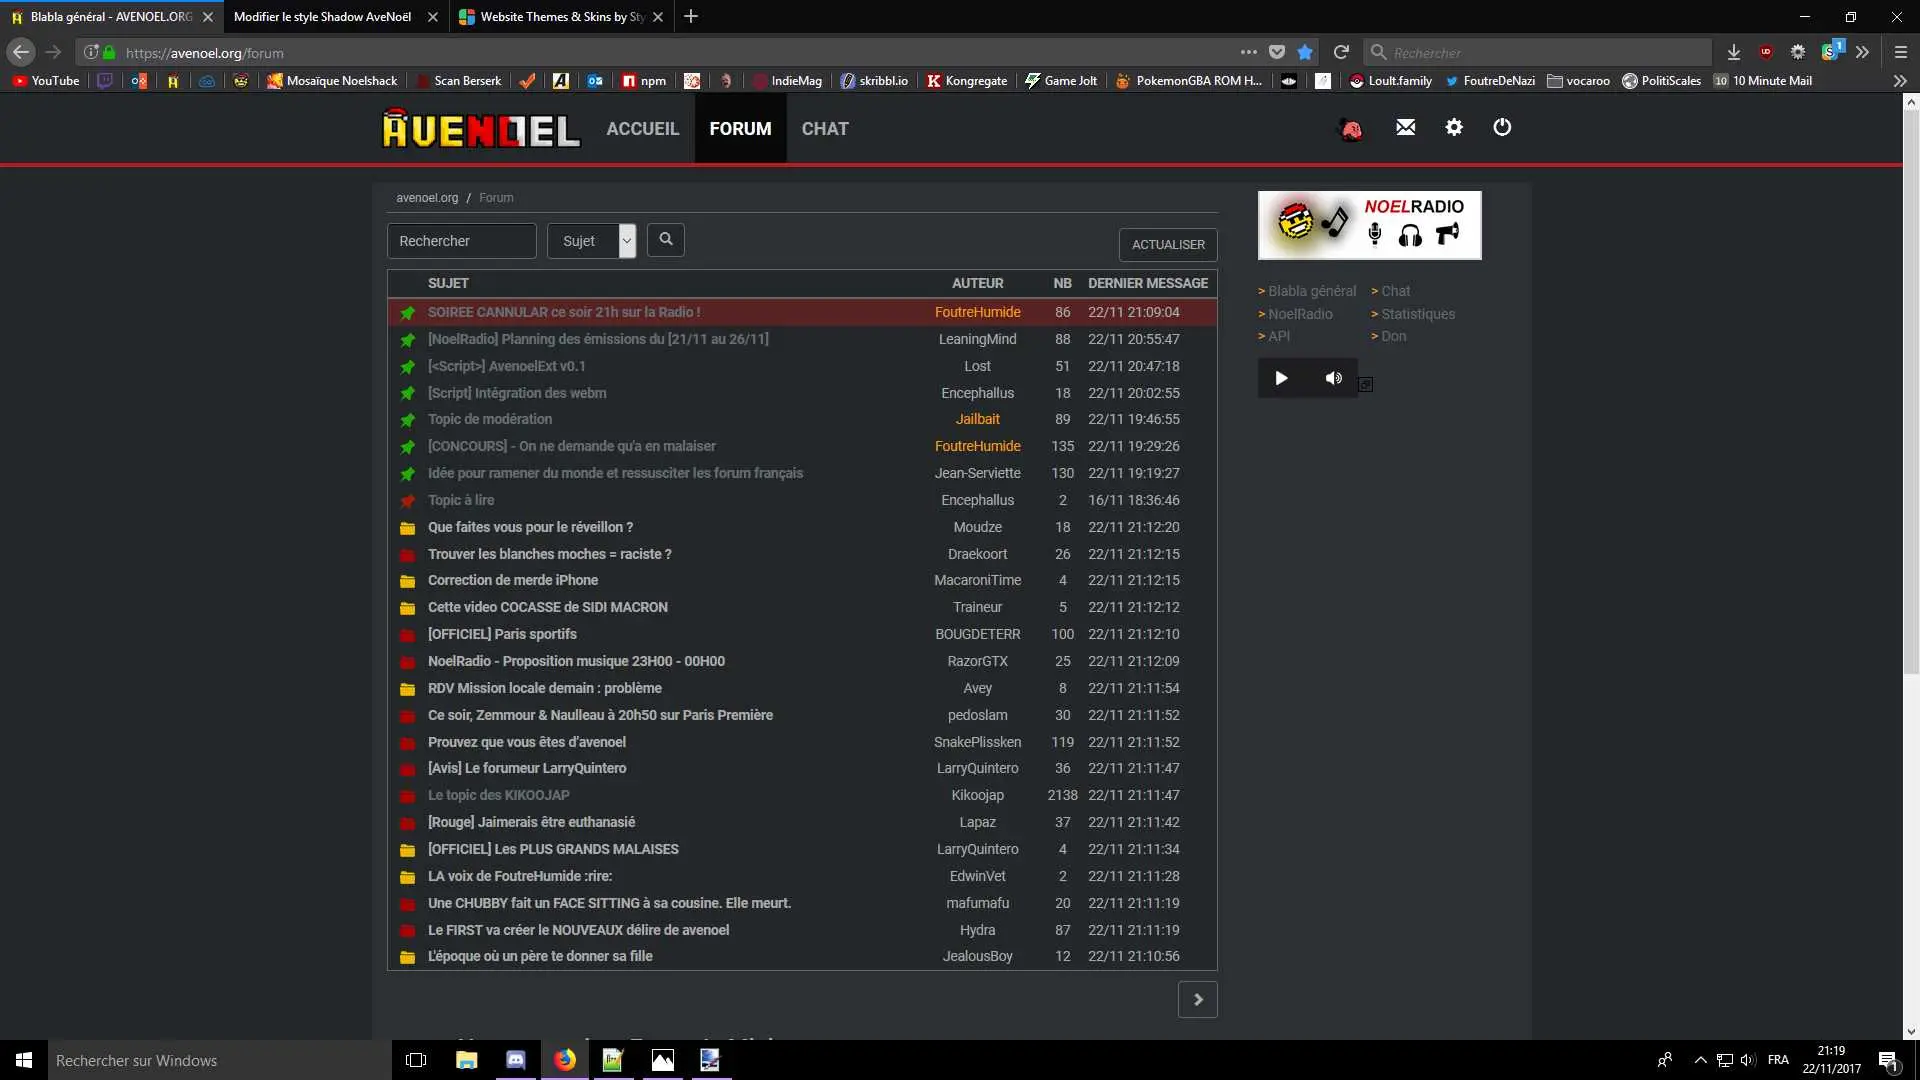 Blabla général - AVENOEL.ORG
Modifier le style Shadow AveNoël
Website Themes & Skins by Sty
https://avenoel.org/forum
Rechercher
1
YouTube
Mosaïque Noelshack
Scan Berserk
npm
IndieMag
skribbl.io
Kongregate
Game Jolt
PokemonGBA ROM H...
Loult.family
FoutreDeNazi
vocaroo
PolitiScales
10 10 Minute Mail
AVENOEL
ACCUEIL
FORUM
CHAT
avenoel.org / Forum
Rechercher
Sujet
ACTUALISER
NOELRADIO
SUJET AUTEUR NB DERNIER MESSAGE
SOIREE CANNULAR ce soir 21h sur la Radio ! FoutreHumide 86 22/11 21:09:04
[NoelRadio] Planning des émissions du [21/11 au 26/11] LeaningMind 88 22/11 20:55:47
[<Script>] AvenoelExt v0.1 Lost 51 22/11 20:47:18
[Script] Intégration des webm Encephallus 18 22/11 20:02:55
Topic de modération Jailbait 89 22/11 19:46:55
[CONCOURS] - On ne demande qu'a en malaiser FoutreHumide 135 22/11 19:29:26
Idée pour ramener du monde et ressusciter les forum français Jean-Serviette 130 22/11 19:19:27
Topic à lire Encephallus 2 16/11 18:36:46
Que faites vous pour le réveillon ? Moudze 18 22/11 21:12:20
Trouver les blanches moches = raciste ? Draekoort 26 22/11 21:12:15
Correction de merde iPhone MacaroniTime 4 22/11 21:12:15
Cette video COCASSE de SIDI MACRON Traineur 5 22/11 21:12:12
[OFFICIEL] Paris sportifs BOUGDETERR 100 22/11 21:12:10
NoelRadio - Proposition musique 23H00 - 00H00 RazorGTX 25 22/11 21:12:09
RDV Mission locale demain : problème Avey 8 22/11 21:11:54
Ce soir, Zemmour & Naulleau à 20h50 sur Paris Première pedoslam 30 22/11 21:11:52
Prouvez que vous êtes d'avenoel SnakePlissken 119 22/11 21:11:52
[Avis] Le forumeur LarryQuintero LarryQuintero 36 22/11 21:11:47
Le topic des KIKOOJAP Kikoojap 2138 22/11 21:11:47
[Rouge] Jaimerais être euthanasié Lapaz 37 22/11 21:11:42
[OFFICIEL] Les PLUS GRANDS MALAISES LarryQuintero 4 22/11 21:11:34
LA voix de FoutreHumide :rire: EdwinVet 2 22/11 21:11:28
Une CHUBBY fait un FACE SITTING à sa cousine. Elle meurt. mafumafu 20 22/11 21:11:19
Le FIRST va créer le NOUVEAUX délire de avenoel Hydra 87 22/11 21:11:19
L'époque où un père te donner sa fille JealousBoy 12 22/11 21:10:56
> Blabla général > Chat
> NoelRadio > Statistiques
> API > Don
Rechercher sur Windows
FRA
21:19
22/11/2017
1